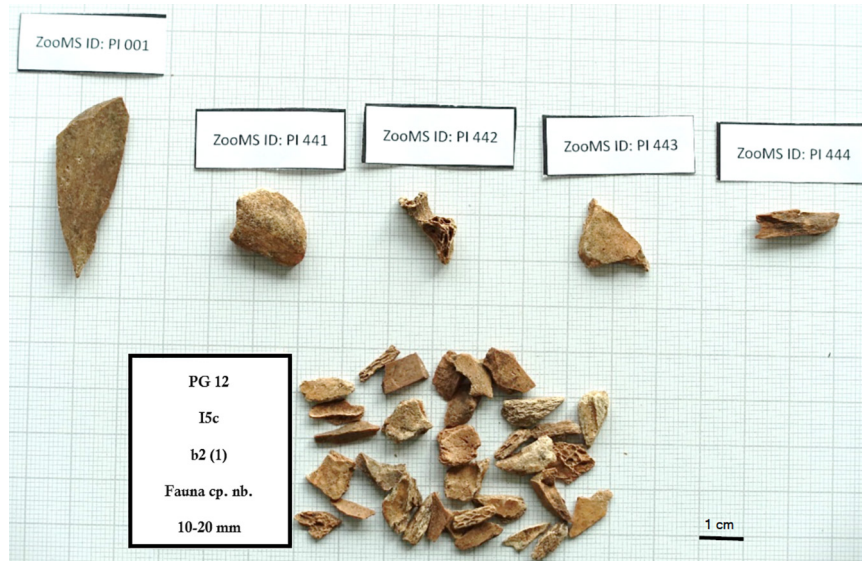 ZooMS ID: PI 001
ZooMS ID: PI 441
ZooMS ID: PI 442
ZooMS ID: PI 443
ZooMS ID: PI 444
PG 12
I5c
b2 (1)
Fauna cp. nb.
10-20 mm
1 cm